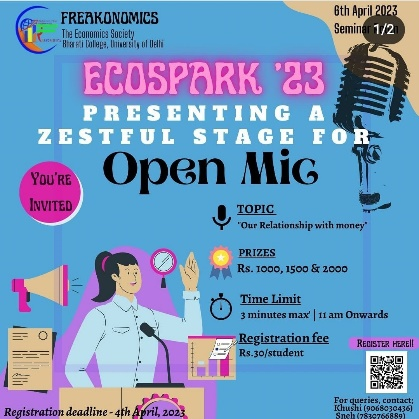 FREAKONOMICS
The Economics Society
Bharati College, University of Delhi
6th April 2023
Seminar
1/2
ECOSPARK '23
PRESENTING A
ZESTFUL STAGE FOR
Open Mic
YOU'RE
INVITED
TOPIC
"Our Relationship with money"
PRIZES
Rs. 1000, 1500 & 2000
Time Limit
3 minutes max' | 11 am Onwards
Registration fee
Rs.30/student
REGISTER HERE!!
For queries, contact;
Khushi (9068030436)
Sneh (7830766889)
Registration deadline - 4th April, 2023